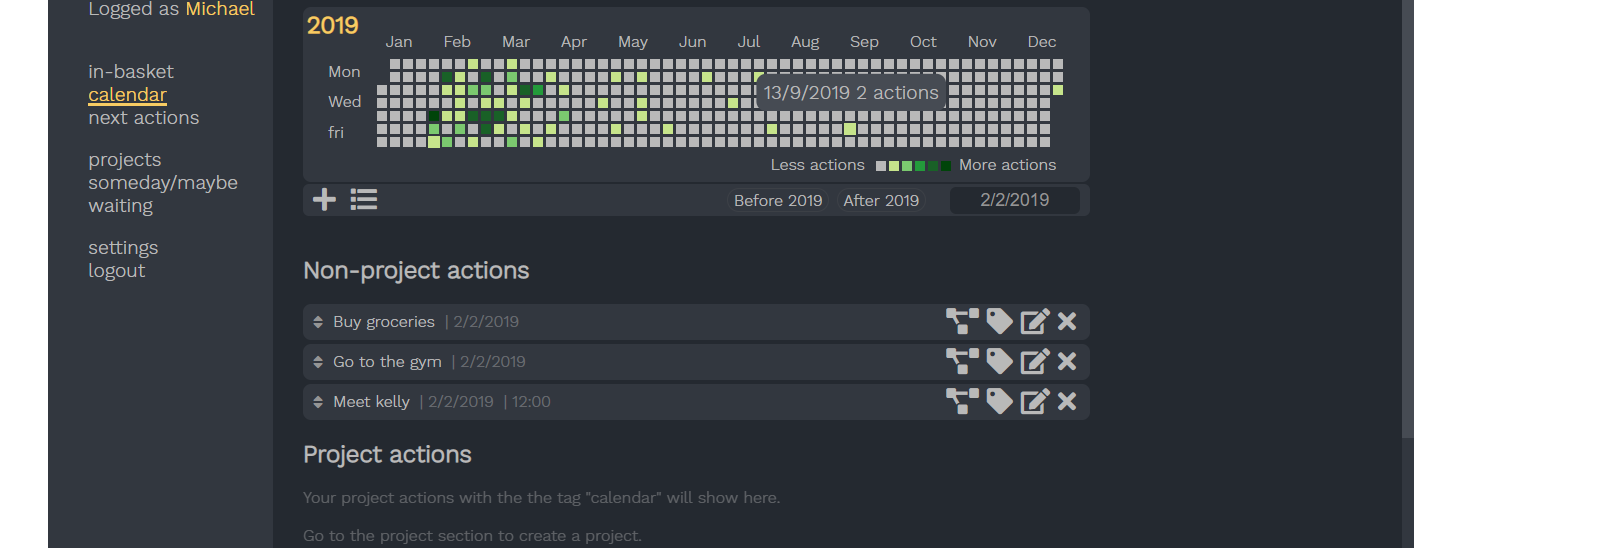 Logged as Michael
in-basket
calendar
next actions
projects
someday/maybe
waiting
settings
logout
2019
Jan Feb Mar Apr May Jun Jul Aug Sep Oct Nov Dec
Mon
Wed
fri
13/9/2019 2 actions
Less actions More actions
Before 2019 After 2019 2/2/2019
Non-project actions
Buy groceries | 2/2/2019
Go to the gym | 2/2/2019
Meet kelly | 2/2/2019 | 12:00
Project actions
Your project actions with the the tag "calendar" will show here.
Go to the project section to create a project.